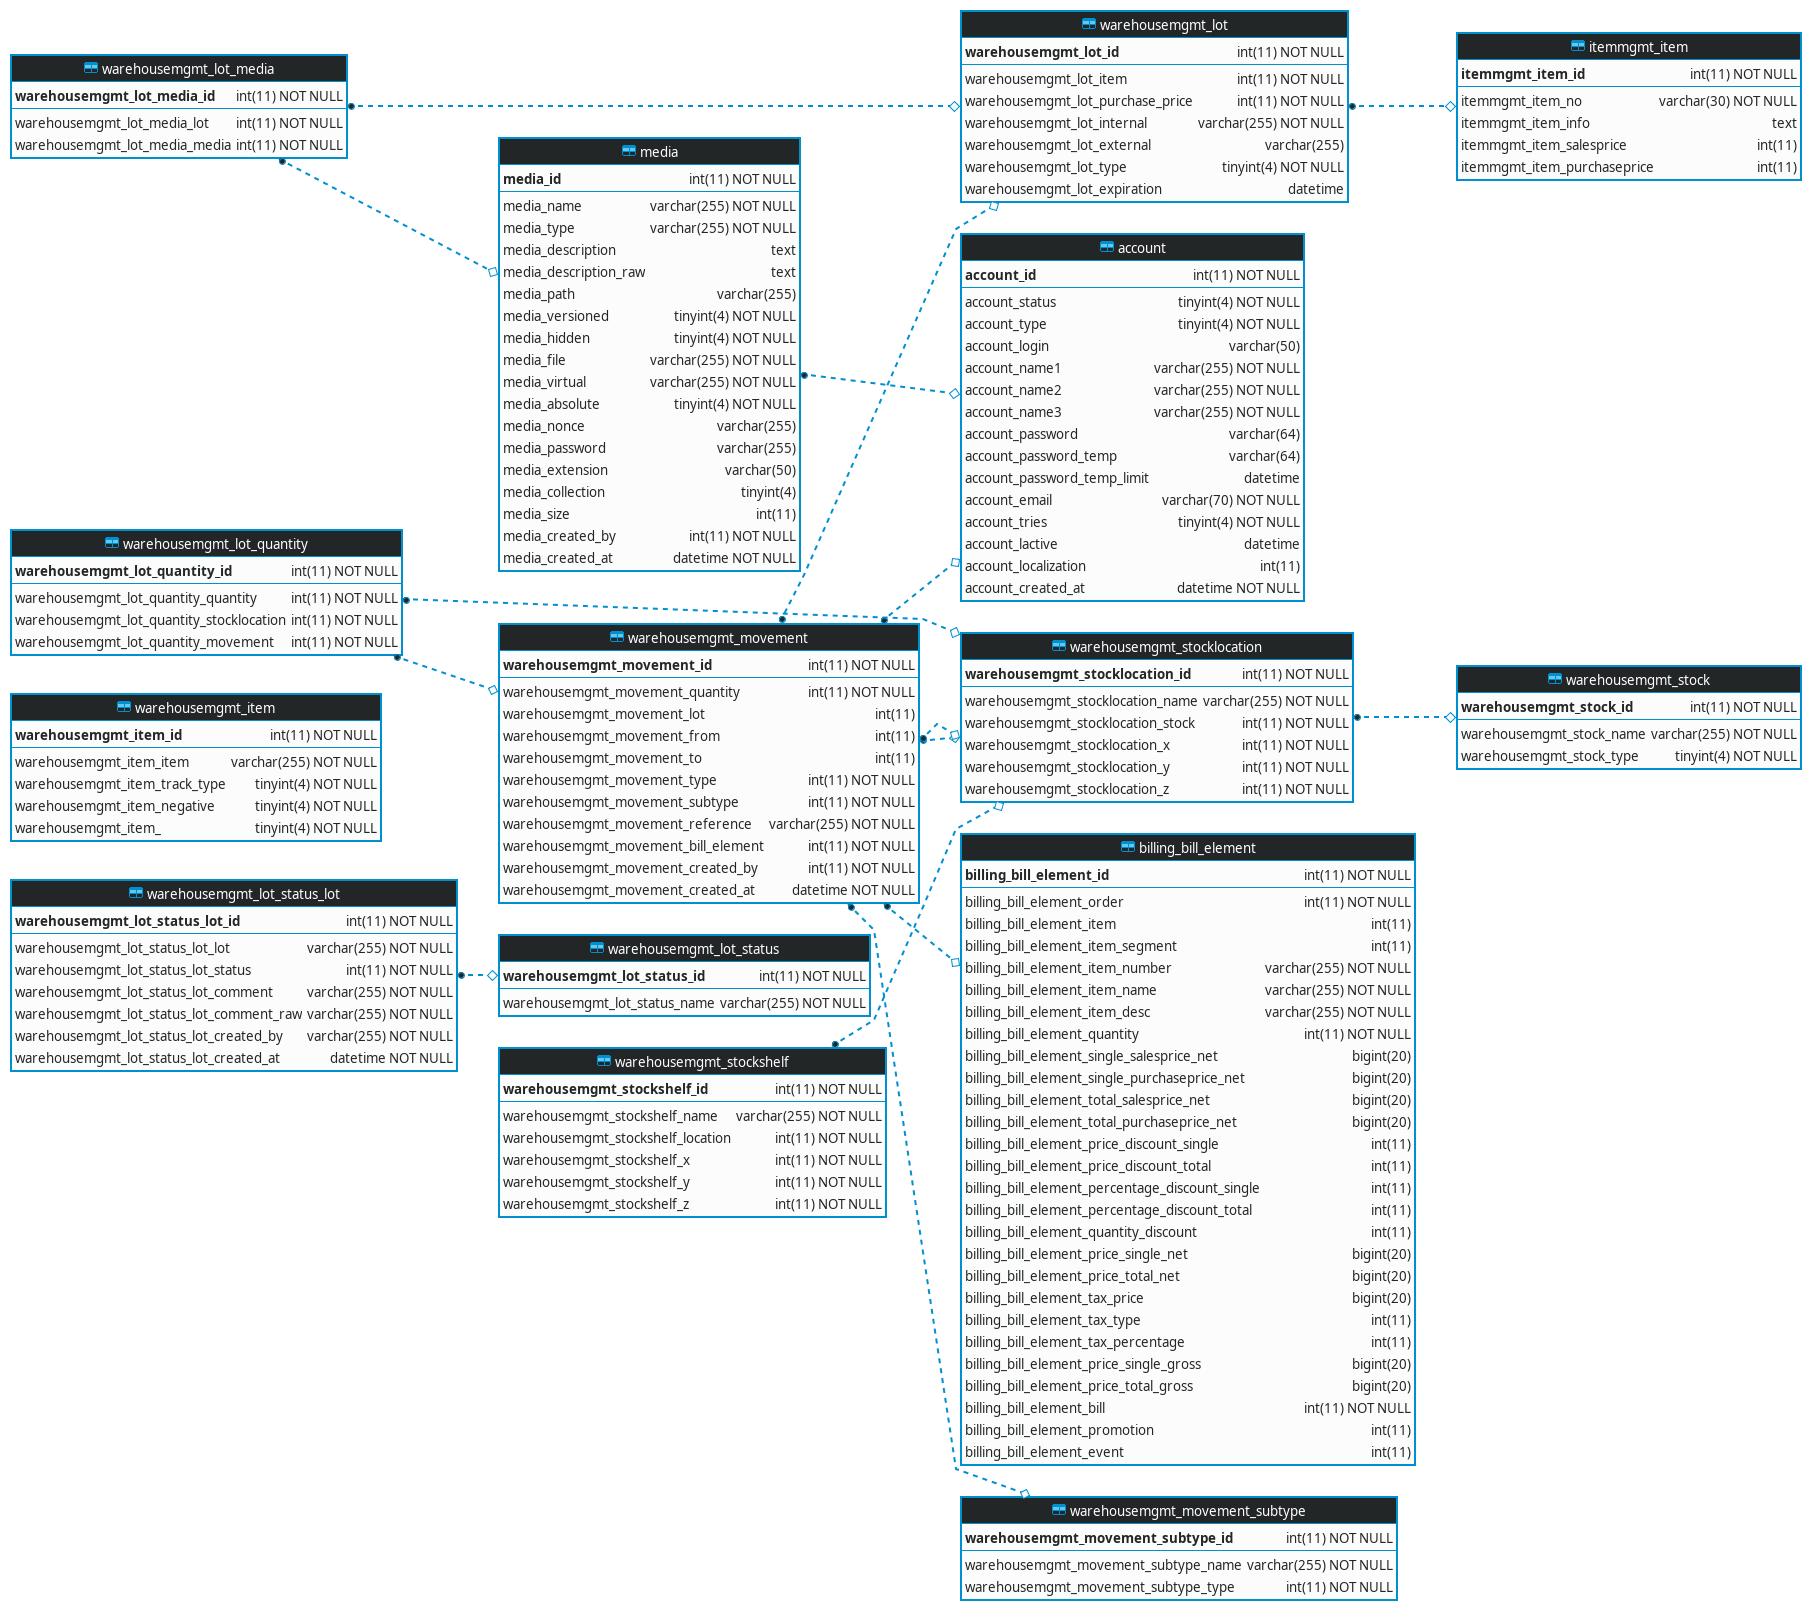 warehousemgmt_lot_media
warehousemgmt_lot_media_id int(11) NOT NULL
warehousemgmt_lot_media_lot int(11) NOT NULL
warehousemgmt_lot_media_media int(11) NOT NULL
media
media_id int(11) NOT NULL
media_name varchar(255) NOT NULL
media_type varchar(255) NOT NULL
media_description text
media_description_raw text
media_path varchar(255)
media_versioned tinyint(4) NOT NULL
media_hidden tinyint(4) NOT NULL
media_file varchar(255) NOT NULL
media_virtual varchar(255) NOT NULL
media_absolute tinyint(4) NOT NULL
media_nonce varchar(255)
media_password varchar(255)
media_extension varchar(50)
media_collection tinyint(4)
media_size int(11)
media_created_by int(11) NOT NULL
media_created_at datetime NOT NULL
warehousemgmt_lot
warehousemgmt_lot_id int(11) NOT NULL
warehousemgmt_lot_item int(11) NOT NULL
warehousemgmt_lot_purchase_price int(11) NOT NULL
warehousemgmt_lot_internal varchar(255) NOT NULL
warehousemgmt_lot_external varchar(255)
warehousemgmt_lot_type tinyint(4) NOT NULL
warehousemgmt_lot_expiration datetime
itemmgmt_item
itemmgmt_item_id int(11) NOT NULL
itemmgmt_item_no varchar(30) NOT NULL
itemmgmt_item_info text
itemmgmt_item_salesprice int(11)
itemmgmt_item_purchaseprice int(11)
account
account_id int(11) NOT NULL
account_status tinyint(4) NOT NULL
account_type tinyint(4) NOT NULL
account_login varchar(50)
account_name1 varchar(255) NOT NULL
account_name2 varchar(255) NOT NULL
account_name3 varchar(255) NOT NULL
account_password varchar(64)
account_password_temp varchar(64)
account_password_temp_limit datetime
account_email varchar(70) NOT NULL
account_tries tinyint(4) NOT NULL
account_lactive datetime
account_localization int(11)
account_created_at datetime NOT NULL
warehousemgmt_lot_quantity
warehousemgmt_lot_quantity_id int(11) NOT NULL
warehousemgmt_lot_quantity_quantity int(11) NOT NULL
warehousemgmt_lot_quantity_stocklocation int(11) NOT NULL
warehousemgmt_lot_quantity_movement int(11) NOT NULL
warehousemgmt_item
warehousemgmt_item_id int(11) NOT NULL
warehousemgmt_item_item varchar(255) NOT NULL
warehousemgmt_item_track_type tinyint(4) NOT NULL
warehousemgmt_item_negative tinyint(4) NOT NULL
warehousemgmt_item_ tinyint(4) NOT NULL
warehousemgmt_movement
warehousemgmt_movement_id int(11) NOT NULL
warehousemgmt_movement_quantity int(11) NOT NULL
warehousemgmt_movement_lot int(11)
warehousemgmt_movement_from int(11)
warehousemgmt_movement_to int(11)
warehousemgmt_movement_type int(11) NOT NULL
warehousemgmt_movement_subtype int(11) NOT NULL
warehousemgmt_movement_reference varchar(255) NOT NULL
warehousemgmt_movement_bill_element int(11) NOT NULL
warehousemgmt_movement_created_by int(11) NOT NULL
warehousemgmt_movement_created_at datetime NOT NULL
warehousemgmt_stocklocation
warehousemgmt_stocklocation_id int(11) NOT NULL
warehousemgmt_stocklocation_name varchar(255) NOT NULL
warehousemgmt_stocklocation_stock int(11) NOT NULL
warehousemgmt_stocklocation_x int(11) NOT NULL
warehousemgmt_stocklocation_y int(11) NOT NULL
warehousemgmt_stocklocation_z int(11) NOT NULL
warehousemgmt_stock
warehousemgmt_stock_id int(11) NOT NULL
warehousemgmt_stock_name varchar(255) NOT NULL
warehousemgmt_stock_type tinyint(4) NOT NULL
warehousemgmt_lot_status_lot
warehousemgmt_lot_status_lot_id int(11) NOT NULL
warehousemgmt_lot_status_lot_lot varchar(255) NOT NULL
warehousemgmt_lot_status_lot_status int(11) NOT NULL
warehousemgmt_lot_status_lot_comment varchar(255) NOT NULL
warehousemgmt_lot_status_lot_comment_raw varchar(255) NOT NULL
warehousemgmt_lot_status_lot_created_by varchar(255) NOT NULL
warehousemgmt_lot_status_lot_created_at datetime NOT NULL
warehousemgmt_lot_status
warehousemgmt_lot_status_id int(11) NOT NULL
warehousemgmt_lot_status_name varchar(255) NOT NULL
warehousemgmt_stockshelf
warehousemgmt_stockshelf_id int(11) NOT NULL
warehousemgmt_stockshelf_name varchar(255) NOT NULL
warehousemgmt_stockshelf_location int(11) NOT NULL
warehousemgmt_stockshelf_x int(11) NOT NULL
warehousemgmt_stockshelf_y int(11) NOT NULL
warehousemgmt_stockshelf_z int(11) NOT NULL
billing_bill_element
billing_bill_element_id int(11) NOT NULL
billing_bill_element_order int(11) NOT NULL
billing_bill_element_item int(11)
billing_bill_element_item_segment int(11)
billing_bill_element_item_number varchar(255) NOT NULL
billing_bill_element_item_name varchar(255) NOT NULL
billing_bill_element_item_desc varchar(255) NOT NULL
billing_bill_element_quantity int(11) NOT NULL
billing_bill_element_single_salesprice_net bigint(20)
billing_bill_element_single_purchaseprice_net bigint(20)
billing_bill_element_total_salesprice_net bigint(20)
billing_bill_element_total_purchaseprice_net bigint(20)
billing_bill_element_price_discount_single int(11)
billing_bill_element_price_discount_total int(11)
billing_bill_element_percentage_discount_single int(11)
billing_bill_element_percentage_discount_total int(11)
billing_bill_element_quantity_discount int(11)
billing_bill_element_price_single_net bigint(20)
billing_bill_element_price_total_net bigint(20)
billing_bill_element_tax_price bigint(20)
billing_bill_element_tax_type int(11)
billing_bill_element_tax_percentage int(11)
billing_bill_element_price_single_gross bigint(20)
billing_bill_element_price_total_gross bigint(20)
billing_bill_element_bill int(11) NOT NULL
billing_bill_element_promotion int(11)
billing_bill_element_event int(11)
warehousemgmt_movement_subtype
warehousemgmt_movement_subtype_id int(11) NOT NULL
warehousemgmt_movement_subtype_name varchar(255) NOT NULL
warehousemgmt_movement_subtype_type int(11) NOT NULL